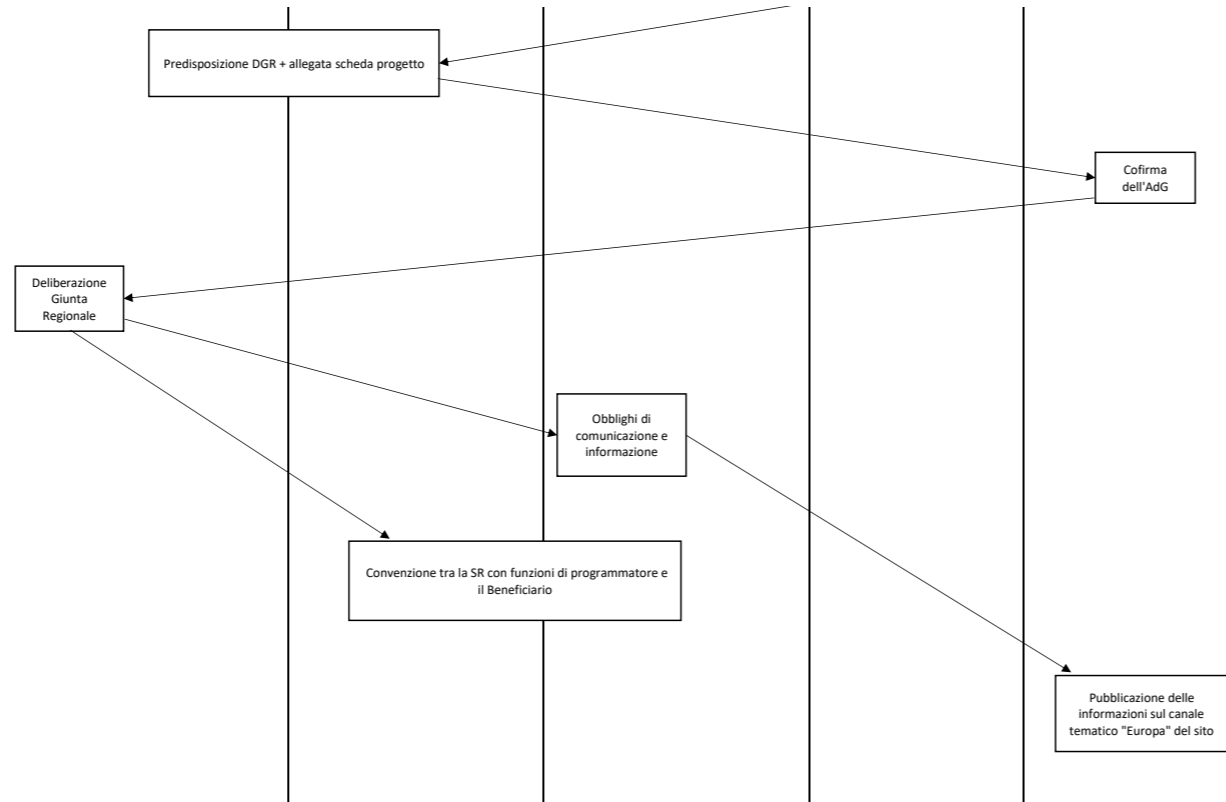 Predisposizione DGR + allegata scheda progetto
Cofirma
dell'AdG
Deliberazione
Giunta
Regionale
Obblighi di
comunicazione e
informazione
Convenzione tra la SR con funzioni di programmatore e
il Beneficiario
Pubblicazione delle
informazioni sul canale
tematico "Europa" del sito